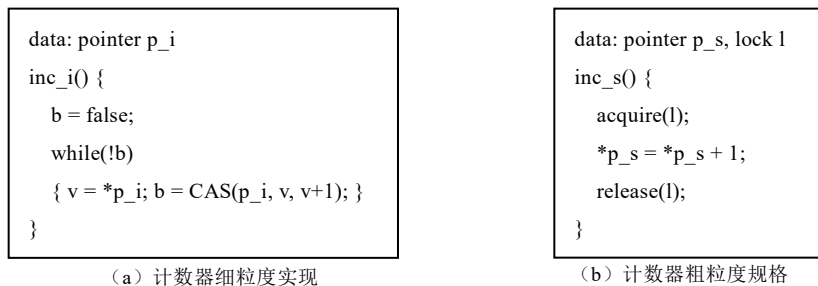 data: pointer p_i
inc_i() {
b = false;
while(!b)
{ v = *p_i; b = CAS(p_i, v, v+1); }
}
（a）计数器细粒度实现
data: pointer p_s, lock l
inc_s() {
acquire(l);
*p_s = *p_s + 1;
release(l);
}
（b）计数器粗粒度规格